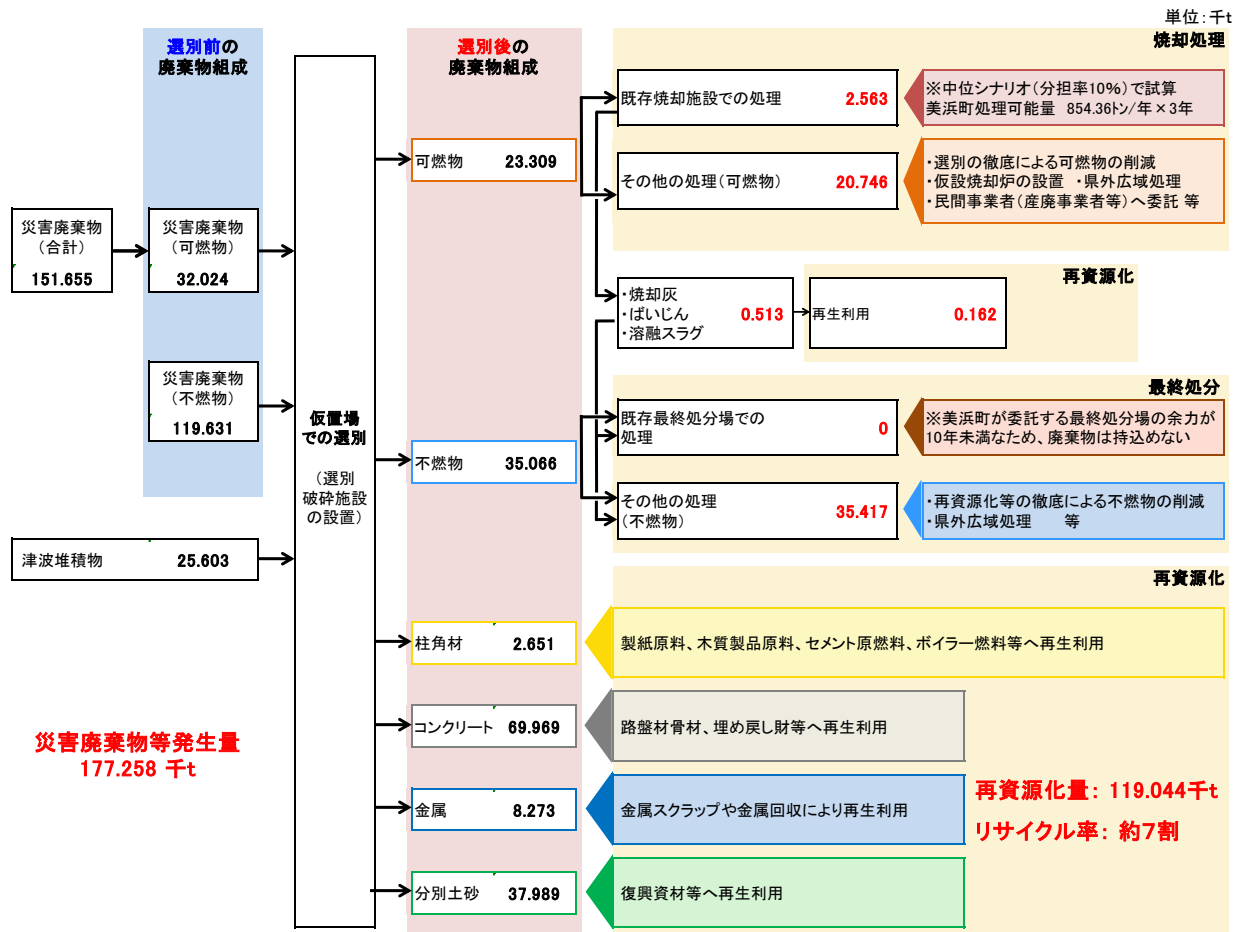 単位：千t
選別前の
廃棄物組成
選別後の
廃棄物組成
焼却処理
既存焼却施設での処理 2.563
※中位シナリオ（分担率10％）で試算
美浜町処理可能量 854.36ﾄﾝ/年×3年
可燃物 23.309
その他の処理（可燃物） 20.746
・選別の徹底による可燃物の削減
・仮設焼却炉の設置 ・県外広域処理
・民間事業者（産廃事業者等）へ委託 等
災害廃棄物
（合計）
151.655
災害廃棄物
（可燃物）
32.024
再資源化
・焼却灰
・ばいじん
・溶融スラグ
0.513
再生利用 0.162
災害廃棄物
（不燃物）
119.631
仮置場
での選別
（選別
破砕施設
の設置）
最終処分
既存最終処分場での
処理
0
※美浜町が委託する最終処分場の余力が
10年未満なため、廃棄物は持込めない
不燃物 35.066
その他の処理
（不燃物）
35.417
・再資源化等の徹底による不燃物の削減
・県外広域処理 等
津波堆積物 25.603
再資源化
柱角材 2.651
製紙原料、木質製品原料、セメント原燃料、ボイラー燃料等へ再生利用
コンクリート 69.969
路盤材骨材、埋め戻し財等へ再生利用
災害廃棄物等発生量
177.258 千t
金属 8.273
金属スクラップや金属回収により再生利用
再資源化量： 119.044千t
リサイクル率： 約７割
分別土砂 37.989
復興資材等へ再生利用